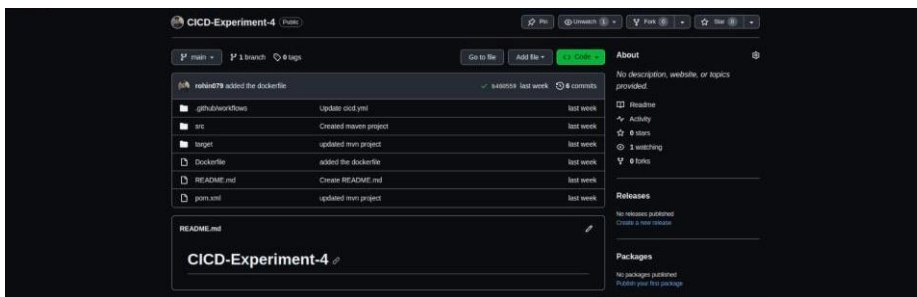 CICD-Experiment-4 Public
Pin Unwatch 1 Fork 0 Star 0
main 1 branch 0 tags Go to file Add file Code
rohin079 added the dockerfile last week 6 commits
.github/workflows Update cicd.yml last week
src Created maven project last week
target updated mvn project last week
Dockerfile added the dockerfile last week
README.md Create README.md last week
pom.xml updated mvn project last week
README.md
CICD-Experiment-4
About
No description, website, or topics
provided.
Readme
Activity
0 stars
1 watching
0 forks
Releases
No releases published
Create a new release
Packages
No packages published
Publish your first package